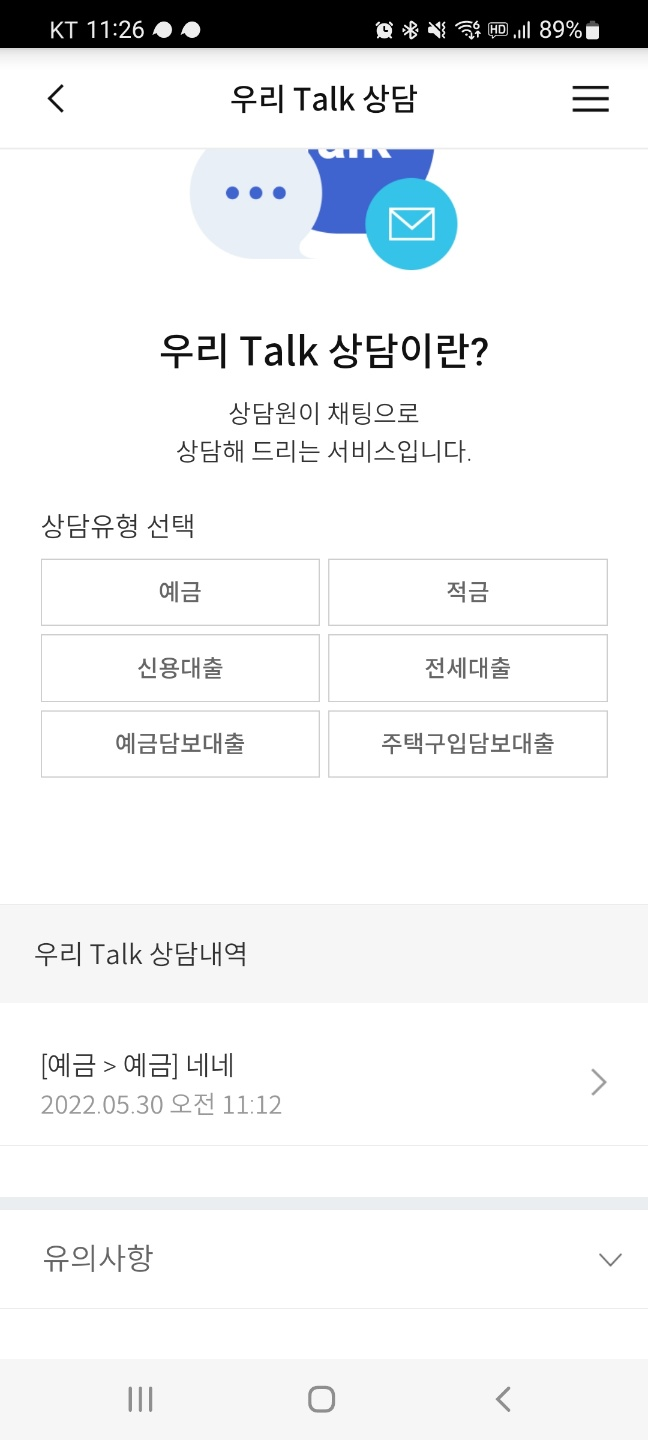 KT 11:26
HD
89%
우리 Talk 상담
우리 Talk 상담이란?
상담원이 채팅으로
상담해 드리는 서비스입니다.
상담유형 선택
예금
적금
신용대출
전세대출
예금담보대출
주택구입담보대출
우리 Talk 상담내역
[예금 > 예금] 네네
2022.05.30 오전 11:12
유의사항